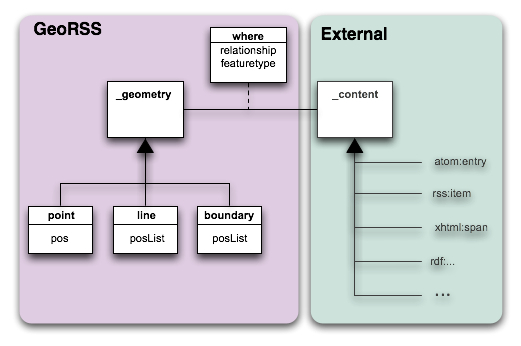 GeoRSS
External
where
relationship
featuretype
_geometry
_content
point
pos
line
posList
boundary
posList
atom:entry
rss:item
xhtml:span
rdf:...
...